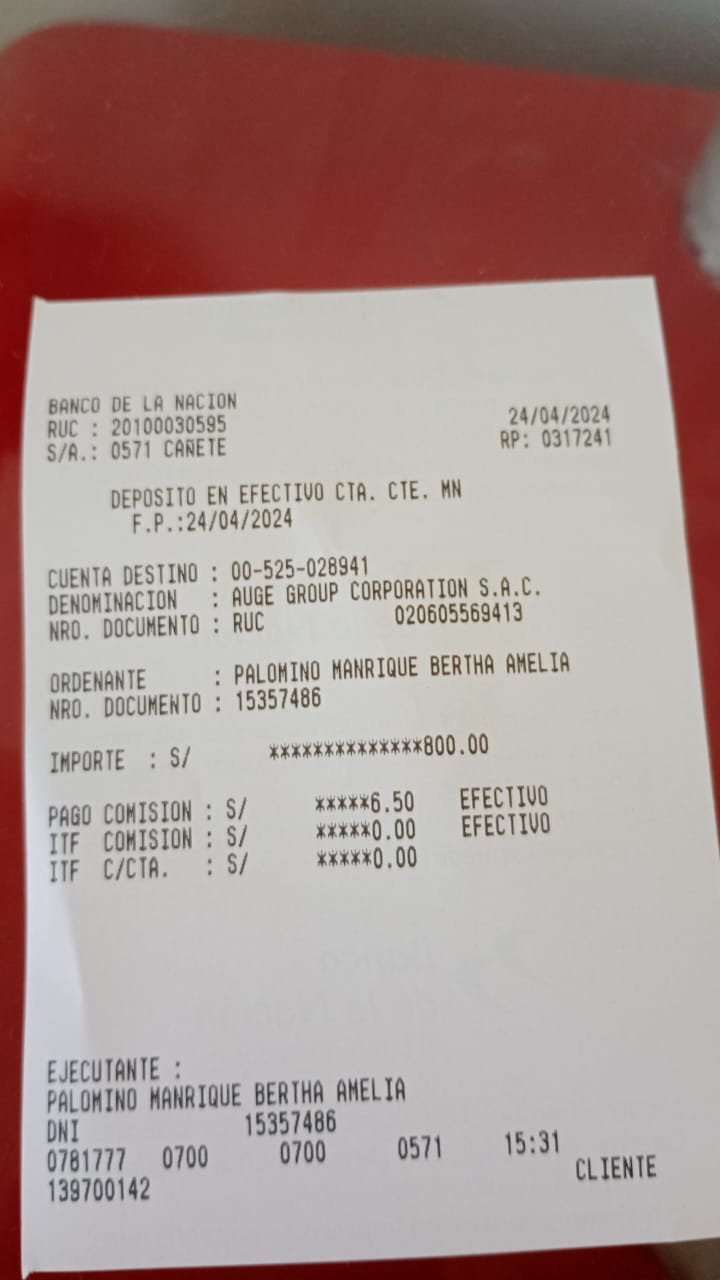 BANCO DE LA NACION
RUC : 20100030595 24/04/2024
S/A.: 0571 CAÑETE RP: 0317241
DEPOSITO EN EFECTIVO CTA. CTE. MN
F.P.:24/04/2024
CUENTA DESTINO : 00-525-028941
DENOMINACION : AUGE GROUP CORPORATION S.A.C.
NRO. DOCUMENTO : RUC 020605569413
ORDENANTE : PALOMINO MANRIQUE BERTHA AMELIA
NRO. DOCUMENTO : 15357486
IMPORTE : S/ **************800.00
PAGO COMISION : S/ *****6.50 EFECTIVO
ITF COMISION : S/ *****0.00 EFECTIVO
ITF C/CTA. : S/ *****0.00
EJECUTANTE :
PALOMINO MANRIQUE BERTHA AMELIA
DNI 15357486
0781777 0700 0700 0571 15:31
139700142 CLIENTE